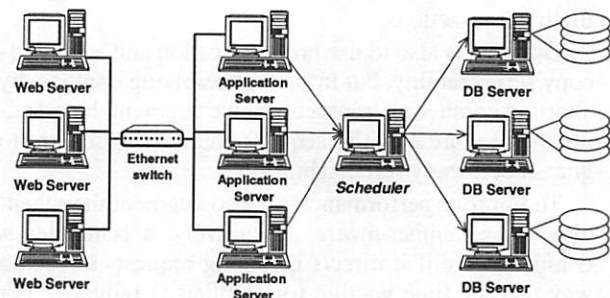 Web Server
Application
Server
DB Server
Web Server
Ethernet
switch
Application
Server
Scheduler
DB Server
Web Server
Application
Server
DB Server